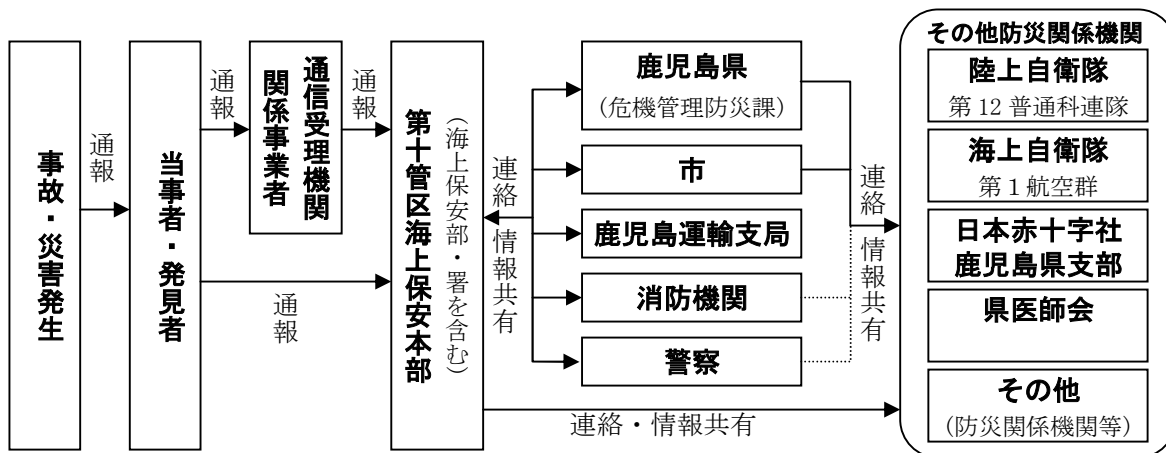 事故・災害発生
通報
当事者・発見者
通報
通信受理機関
関係事業者
通報
通報
第十管区海上保安本部
（海上保安部・署を含む）
連絡
情報共有
鹿児島県
(危機管理防災課)
市
鹿児島運輸支局
消防機関
警察
連絡
情報共有
連絡・情報共有
その他防災関係機関
陸上自衛隊
第 12 普通科連隊
海上自衛隊
第 1 航空群
日本赤十字社
鹿児島県支部
県医師会
その他
(防災関係機関等)